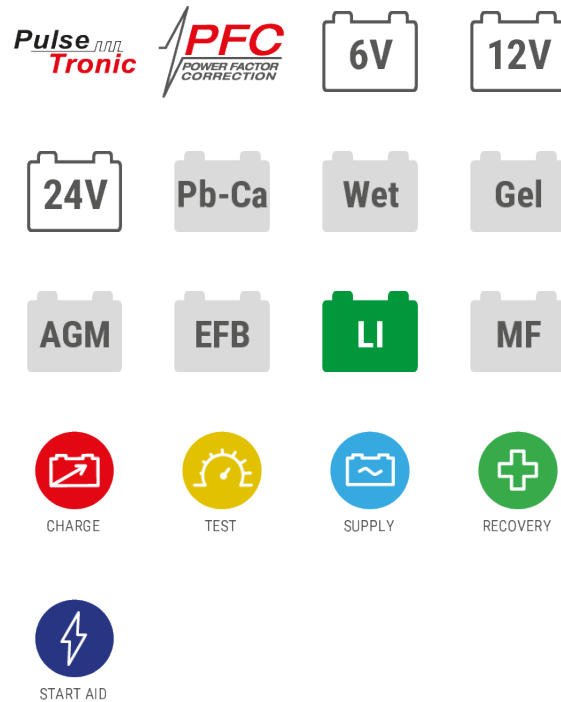 Pulse
Tronic
PFC
POWER FACTOR
CORRECTION
6V
12V
24V
Pb-Ca
Wet
Gel
AGM
EFB
LI
MF
CHARGE
TEST
SUPPLY
RECOVERY
START AID